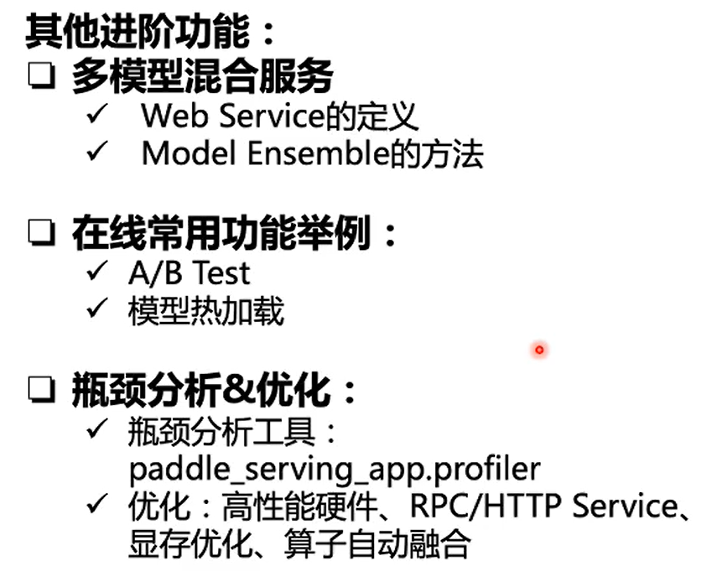 其他进阶功能：
多模型混合服务
Web Service的定义
Model Ensemble的方法
在线常用功能举例：
A/B Test
模型热加载
瓶颈分析&优化：
瓶颈分析工具：
paddle_serving_app.profiler
优化：高性能硬件、RPC/HTTP Service、
显存优化、算子自动融合